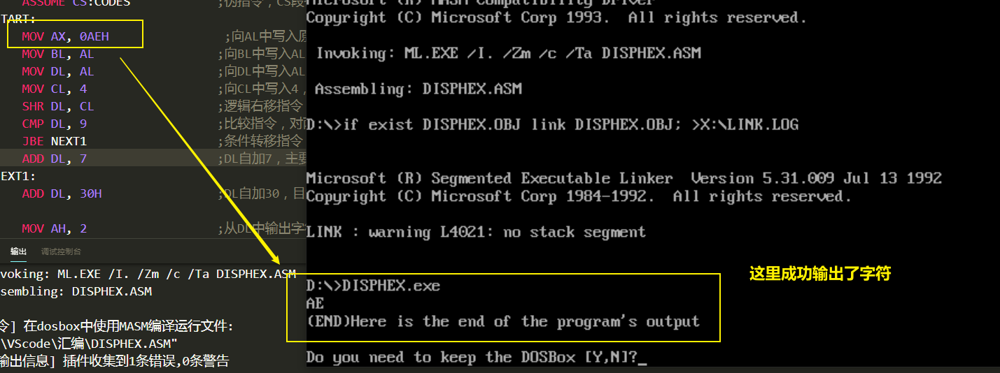 ASSUME CS:CODES ;伪指令，CS段
TART:
MOV AX, 0AEH ;向AL中写入原
MOV BL, AL ;向BL中写入AL
MOV DL, AL ;向DL中写入AL
MOV CL, 4 ;向CL中写入4，
SHR DL, CL ;逻辑右移指令
CMP DL, 9 ;比较指令，对
JBE NEXT1 ;条件转移指令
ADD DL, 7 ;DL自加7，主要
EXT1:
ADD DL, 30H ;DL自加30，目
MOV AH, 2 ;从DL中输出字
输出 调试控制台
voking: ML.EXE /I. /Zm /c /Ta DISPHEX.ASM
sembling: DISPHEX.ASM
令] 在dosbox中使用MASM编译运行文件:
\VScode\汇编\DISPHEX.ASM"
输出信息] 插件收集到1条错误,0条警告
Microsoft (R) MASM Compatibility Driver
Copyright (C) Microsoft Corp 1993. All rights reserved.
Invoking: ML.EXE /I. /Zm /c /Ta DISPHEX.ASM
Assembling: DISPHEX.ASM
D:\>if exist DISPHEX.OBJ link DISPHEX.OBJ; >X:\LINK.LOG
Microsoft (R) Segmented Executable Linker Version 5.31.009 Jul 13 1992
Copyright (C) Microsoft Corp 1984-1992. All rights reserved.
LINK : warning L4021: no stack segment
D:\>DISPHEX.exe
AE
(END)Here is the end of the program's output
Do you need to keep the DOSBox [Y,N]?_
这里成功输出了字符